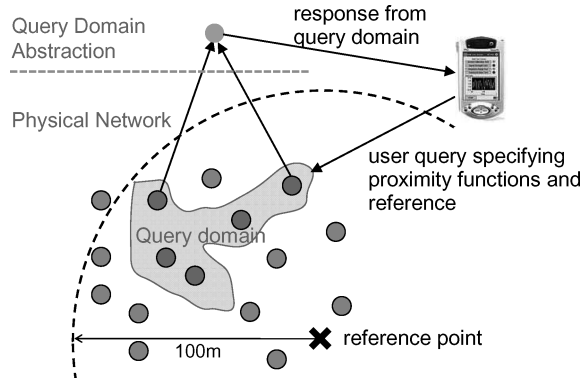 Query Domain
Abstraction
response from
query domain
Physical Network
user query specifying
proximity functions and
reference
Query domain
reference point
100m